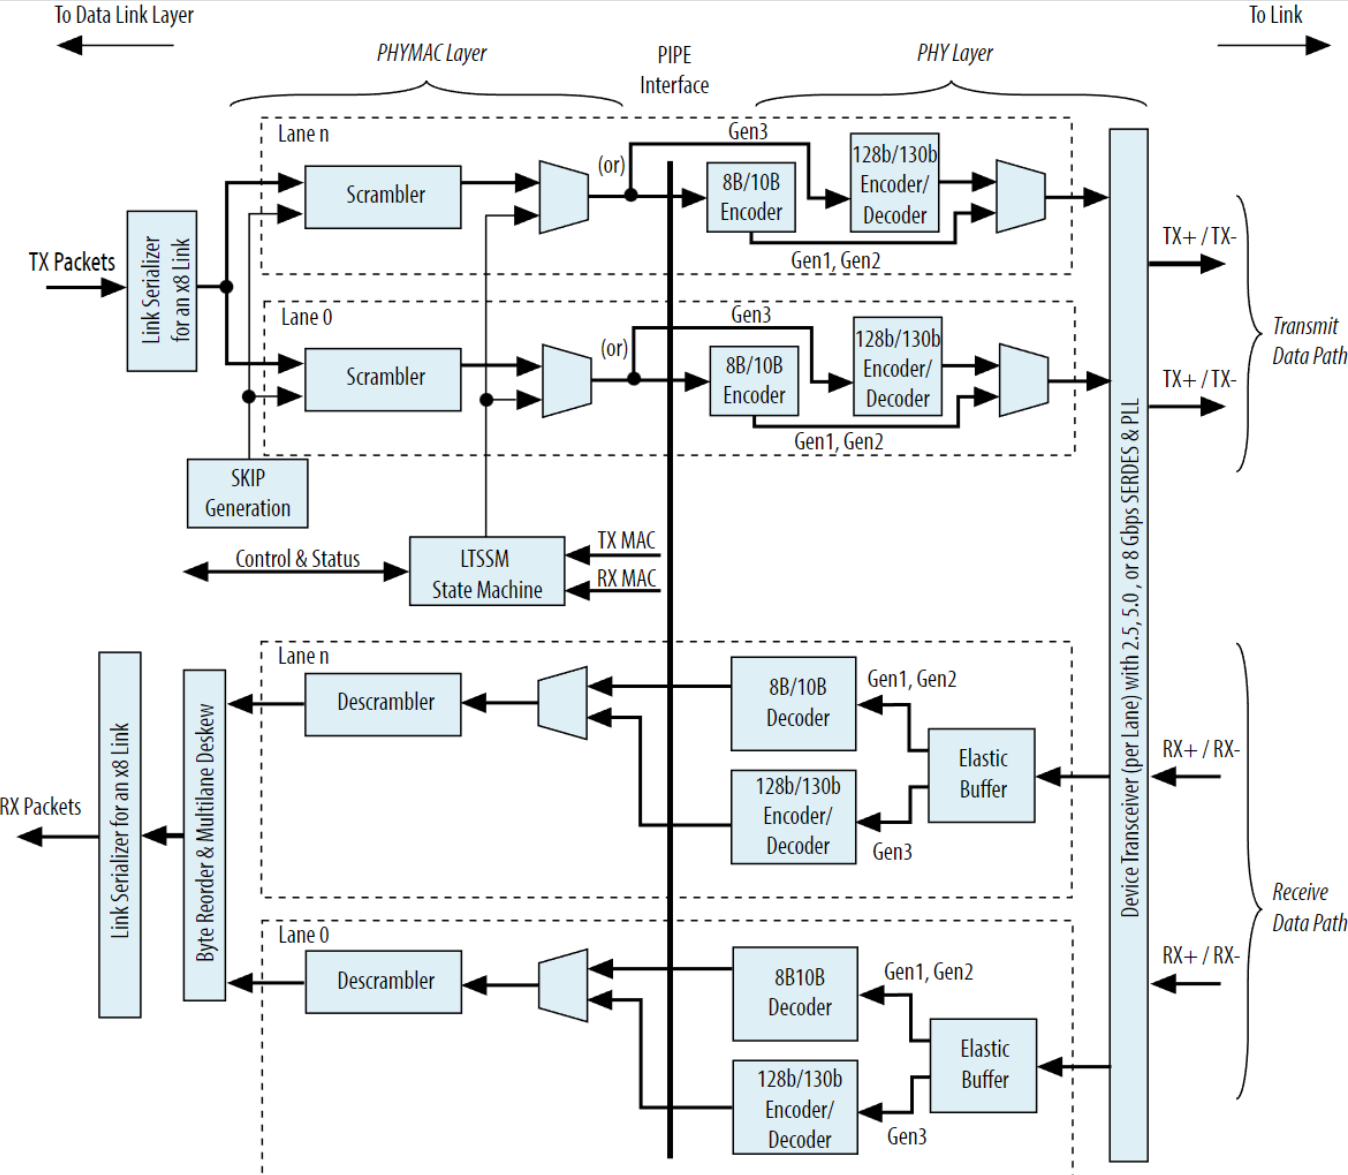 To Data Link Layer
To Link
PHYMAC Layer
PIPE
Interface
PHY Layer
Lane n
Scrambler
(or)
Gen3
8B/10B
Encoder
128b/130b
Encoder/
Decoder
Gen1, Gen2
TX Packets
Link Serializer
for an x8 Link
TX+ / TX-
Lane 0
Scrambler
(or)
Gen3
8B/10B
Encoder
128b/130b
Encoder/
Decoder
Gen1, Gen2
TX+ / TX-
Transmit
Data Path
SKIP
Generation
Control & Status
LTSSM
State Machine
TX MAC
RX MAC
Device Transceiver (per Lane) with 2.5, 5.0 , or 8 Gbps SERDES & PLL
Lane n
Descrambler
8B/10B
Decoder
Gen1, Gen2
128b/130b
Encoder/
Decoder
Gen3
Elastic
Buffer
RX+ / RX-
RX Packets
Link Serializer for an x8 Link
Byte Reorder & Multilane Deskew
Lane 0
Descrambler
8B10B
Decoder
Gen1, Gen2
128b/130b
Encoder/
Decoder
Gen3
Elastic
Buffer
RX+ / RX-
Receive
Data Path